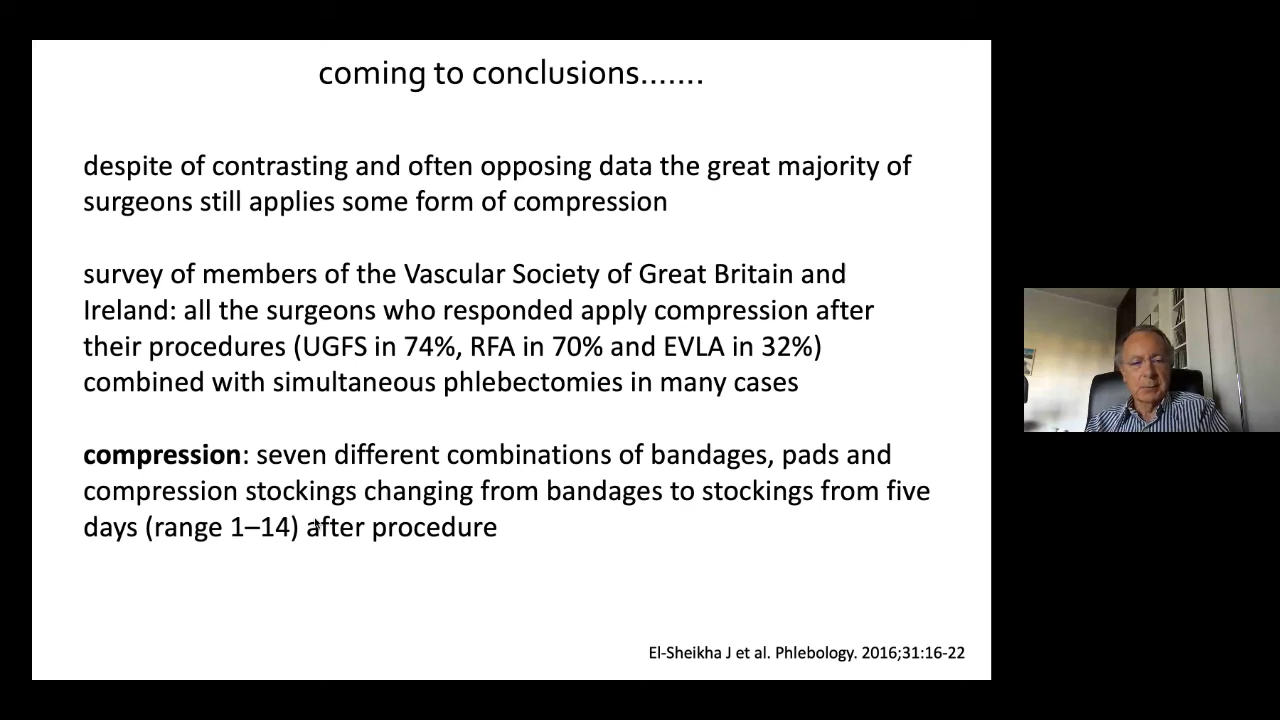 coming to conclusions.......
despite of contrasting and often opposing data the great majority of
surgeons still applies some form of compression
survey of members of the Vascular Society of Great Britain and
Ireland: all the surgeons who responded apply compression after
their procedures (UGFS in 74%, RFA in 70% and EVLA in 32%)
combined with simultaneous phlebectomies in many cases
compression: seven different combinations of bandages, pads and
compression stockings changing from bandages to stockings from five
days (range 1–14) after procedure
El-Sheikha J et al. Phlebology. 2016;31:16-22